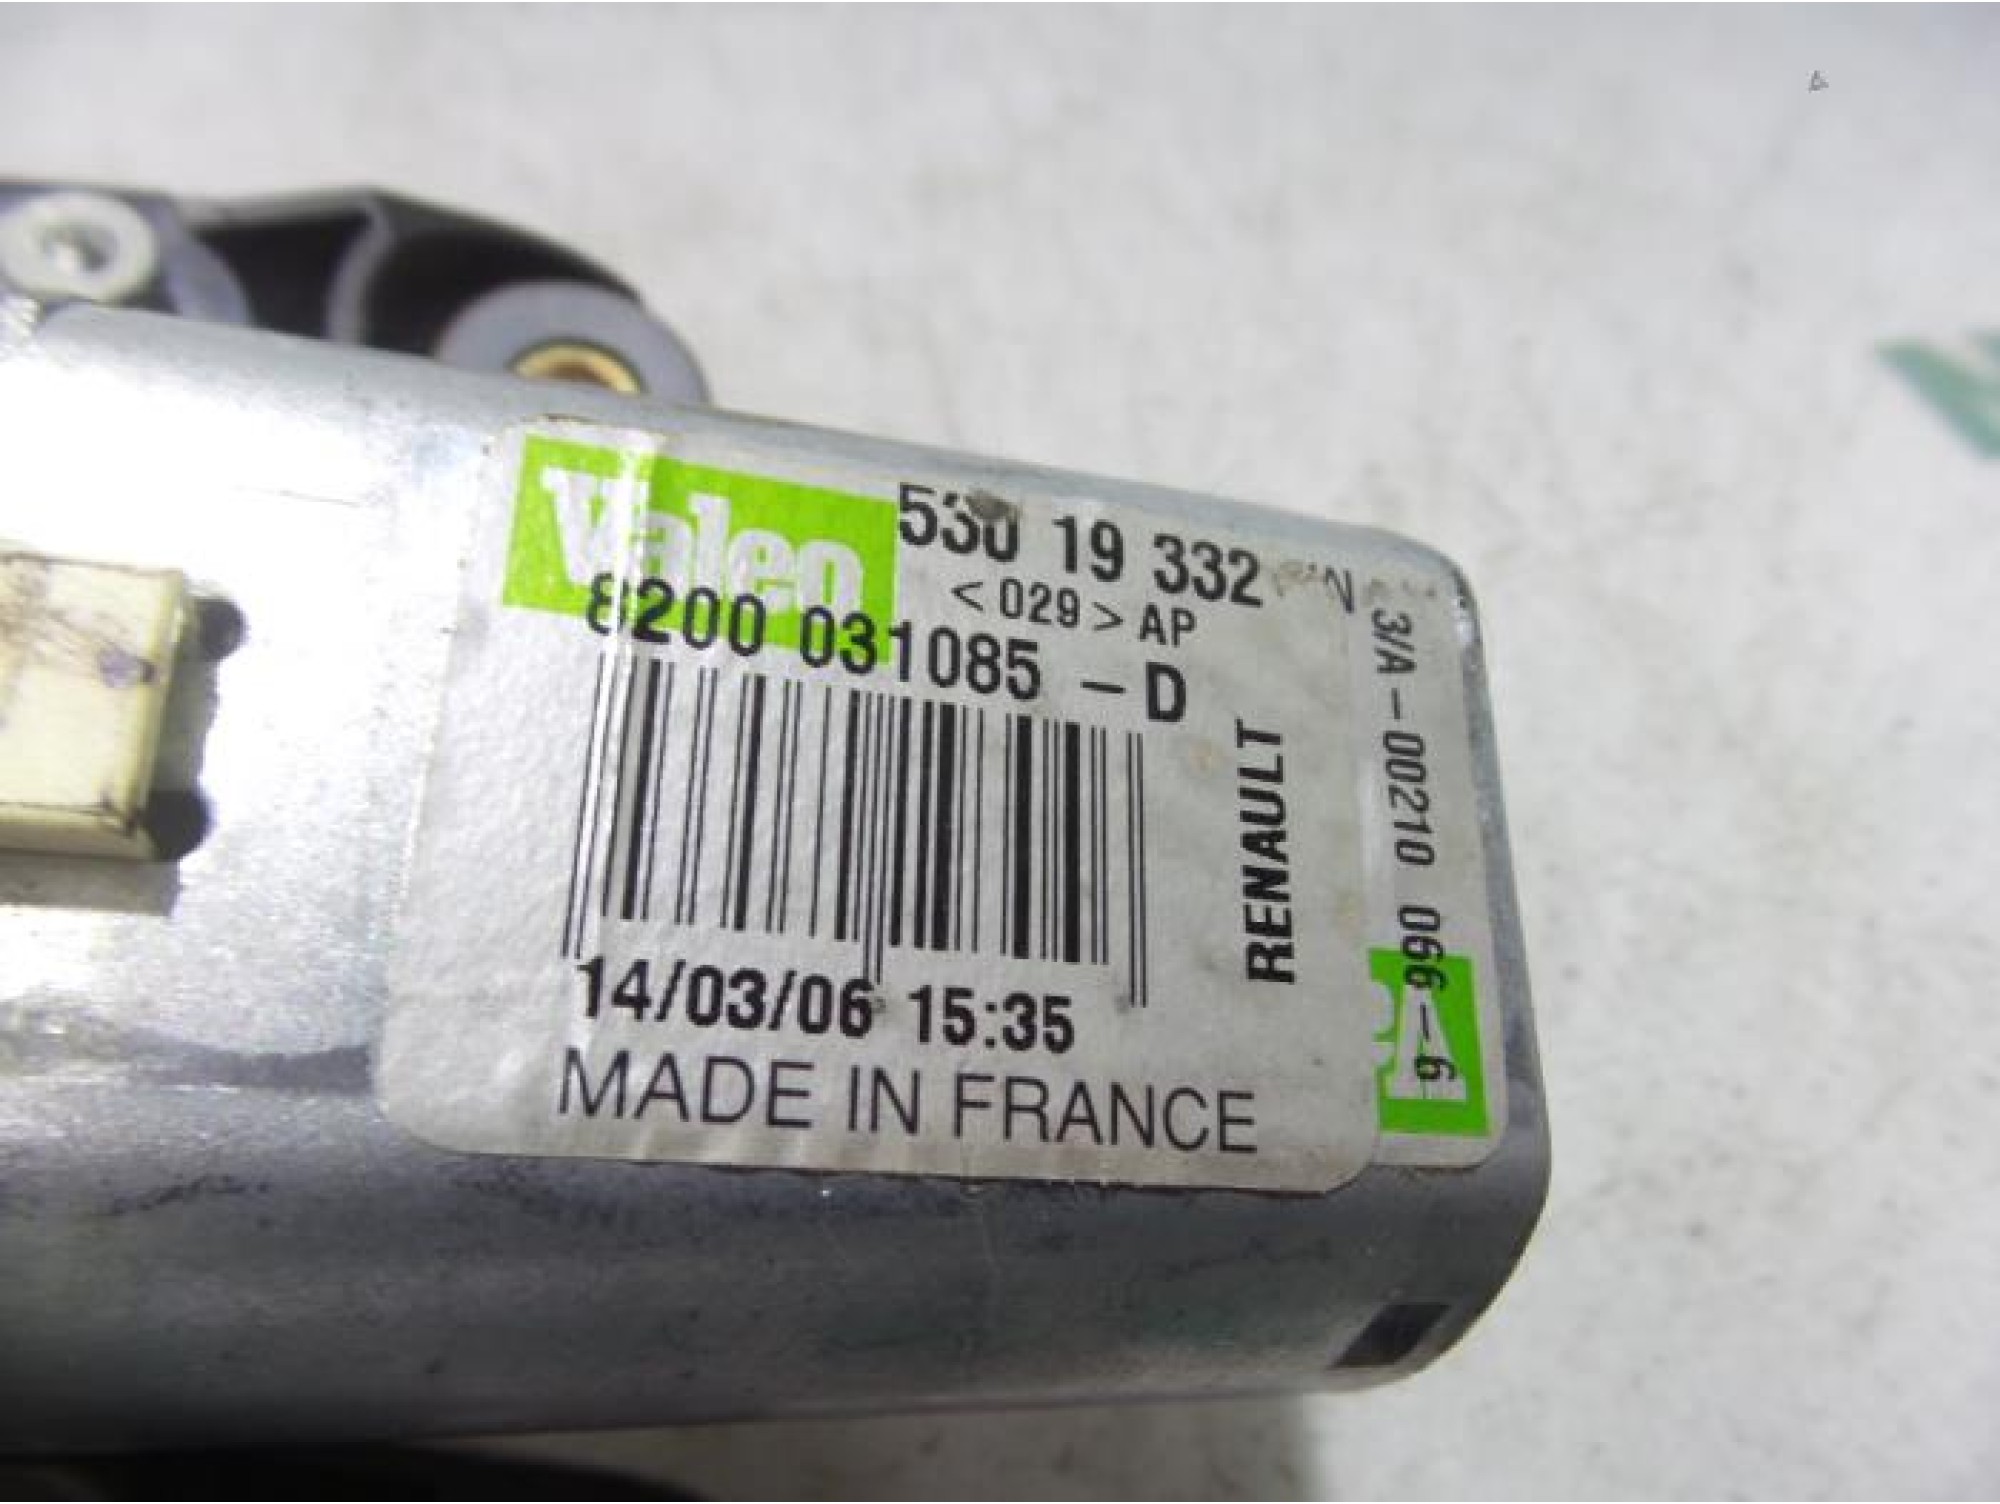 Valeo 530 19 332
<029> AP
8200 031085 - D
RENAULT
14/03/06 15:35
MADE IN FRANCE
3/A-00210 066-6